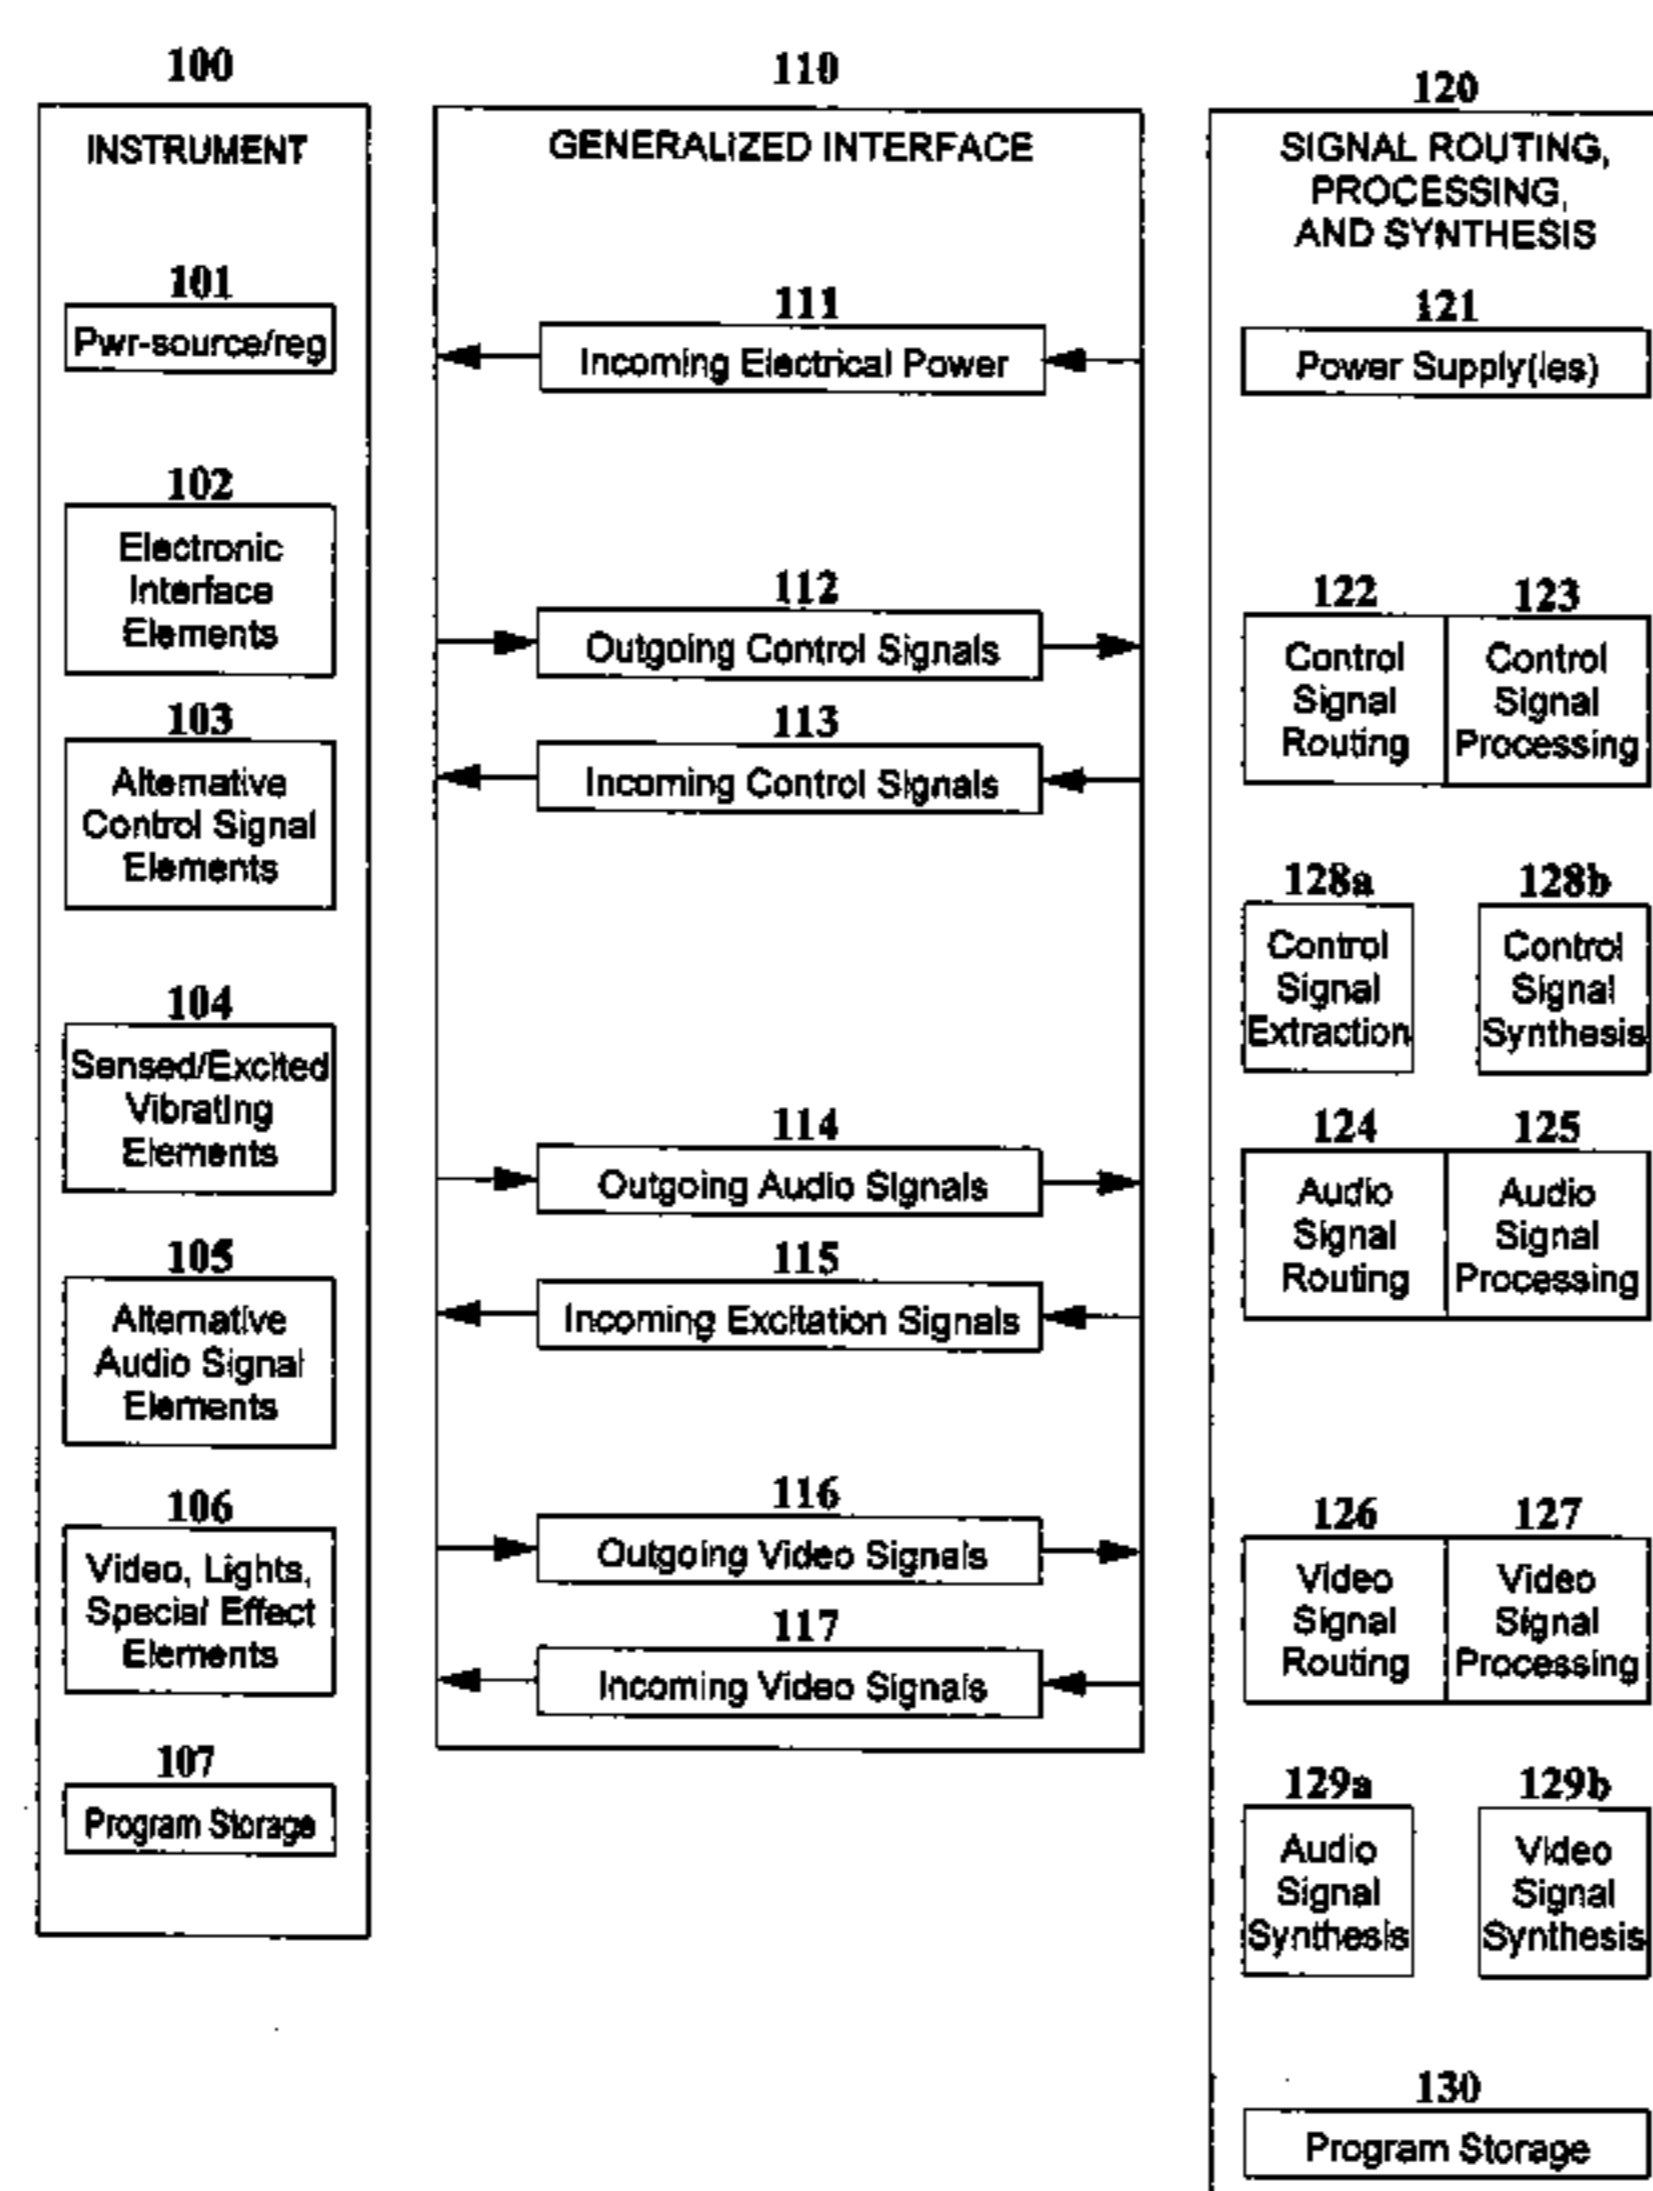 100
INSTRUMENT
101
Pwr-source/reg
102
Electronic
Interface
Elements
103
Alternative
Control Signal
Elements
104
Sensed/Excited
Vibrating
Elements
105
Alternative
Audio Signal
Elements
106
Video, Lights,
Special Effect
Elements
107
Program Storage
110
GENERALIZED INTERFACE
111
Incoming Electrical Power
112
Outgoing Control Signals
113
Incoming Control Signals
114
Outgoing Audio Signals
115
Incoming Excitation Signals
116
Outgoing Video Signals
117
Incoming Video Signals
120
SIGNAL ROUTING,
PROCESSING,
AND SYNTHESIS
121
Power Supply(ies)
122
Control
Signal
Routing
123
Control
Signal
Processing
128a
Control
Signal
Extraction
128b
Control
Signal
Synthesis
124
Audio
Signal
Routing
125
Audio
Signal
Processing
126
Video
Signal
Routing
127
Video
Signal
Processing
129a
Audio
Signal
Synthesis
129b
Video
Signal
Synthesis
130
Program Storage